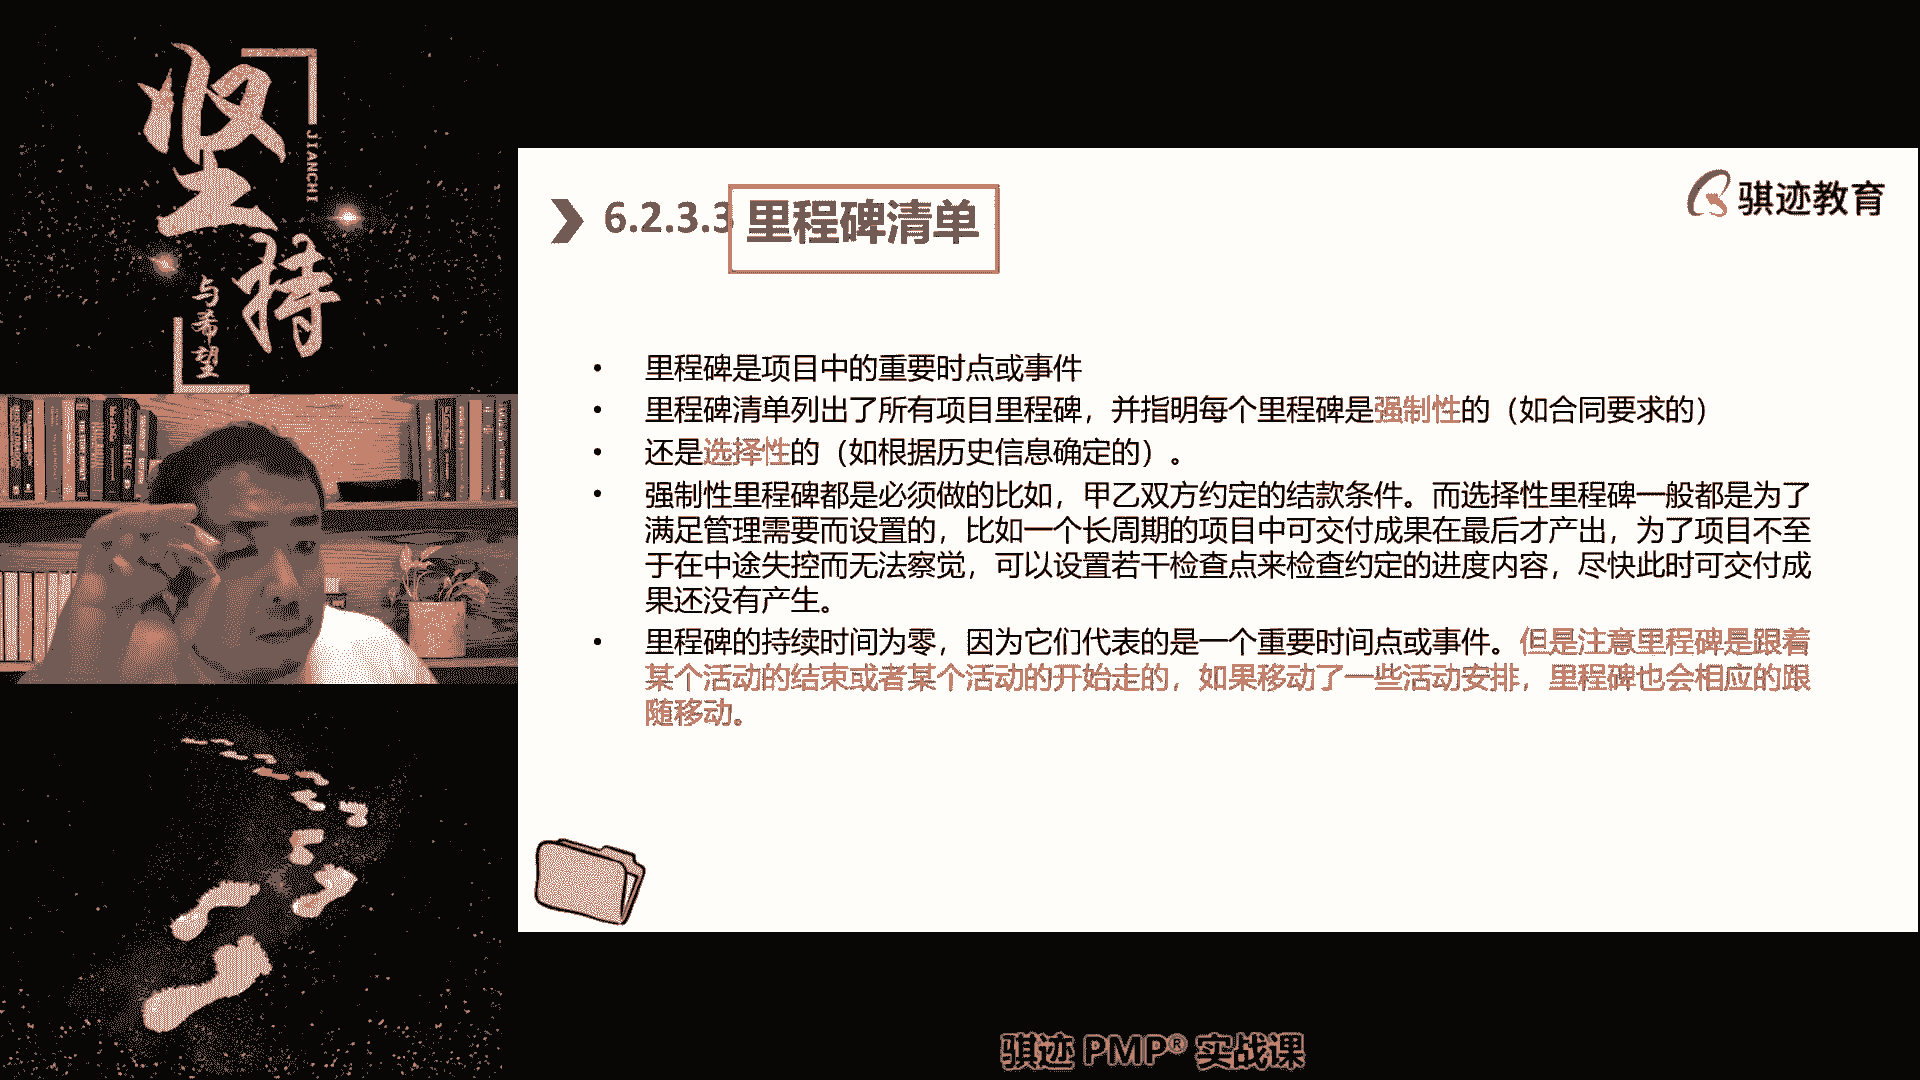 坚持
JIANCHI
与希望
6.2.3.3 里程碑清单
骐迹教育
• 里程碑是项目中的重要时点或事件
• 里程碑清单列出了所有项目里程碑，并指明每个里程碑是强制性的（如合同要求的）
• 还是选择性的（如根据历史信息确定的）。
• 强制性里程碑都是必须做的比如，甲乙双方约定的结款条件。而选择性里程碑一般都是为了
满足管理需要而设置的，比如一个长周期的项目中可交付成果在最后才产出，为了项目不至
于在中途失控而无法察觉，可以设置若干检查点来检查约定的进度内容，尽快此时可交付成
果还没有产生。
• 里程碑的持续时间为零，因为它们代表的是一个重要时间点或事件。但是注意里程碑是跟着
某个活动的结束或者某个活动的开始走的，如果移动了一些活动安排，里程碑也会相应的跟
随移动。
骐迹 PMP® 实战课